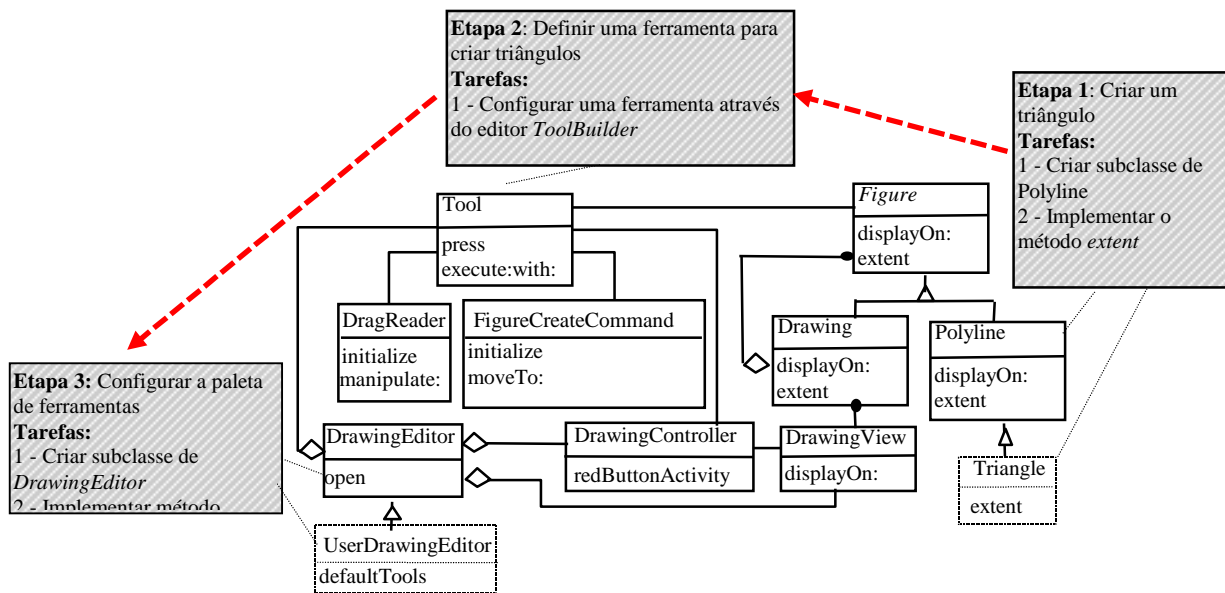 Etapa 2: Definir uma ferramenta para
criar triângulos
Tarefas:
1 - Configurar uma ferramenta através
do editor ToolBuilder
Etapa 1: Criar um
triângulo
Tarefas:
1 - Criar subclasse de
Polyline
2 - Implementar o
método extent
Tool
press
execute:with:
Figure
displayOn:
extent
DragReader
initialize
manipulate:
FigureCreateCommand
initialize
moveTo:
Drawing
displayOn:
extent
Polyline
displayOn:
extent
Etapa 3: Configurar a paleta
de ferramentas
Tarefas:
1 - Criar subclasse de
DrawingEditor
2 - Implementar método
DrawingEditor
open
DrawingController
redButtonActivity
DrawingView
displayOn:
Triangle
extent
UserDrawingEditor
defaultTools